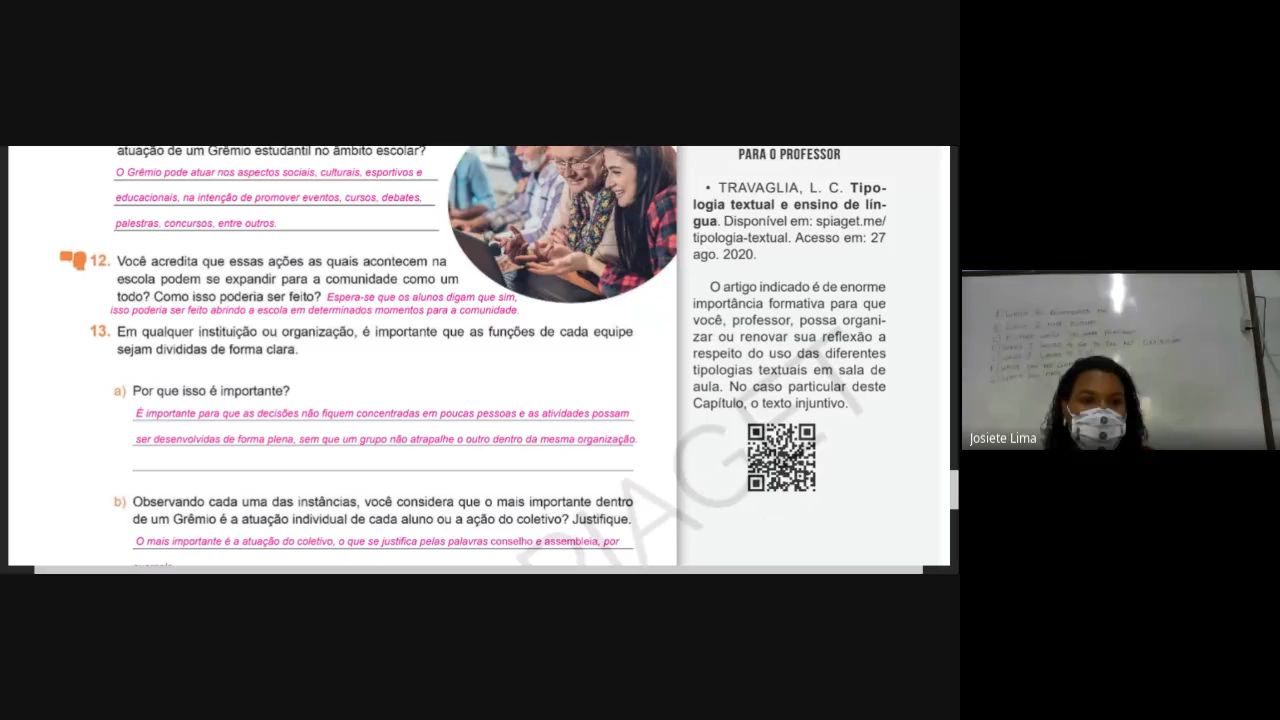 atuação de um Grêmio estudantil no âmbito escolar?
O Grêmio pode atuar nos aspectos sociais, culturais, esportivos e
educacionais, na intenção de promover eventos, cursos, debates,
palestras, concursos, entre outros.
12. Você acredita que essas ações as quais acontecem na
escola podem se expandir para a comunidade como um
todo? Como isso poderia ser feito? Espera-se que os alunos digam que sim,
isso poderia ser feito abrindo a escola em determinados momentos para a comunidade.
13. Em qualquer instituição ou organização, é importante que as funções de cada equipe
sejam divididas de forma clara.
a) Por que isso é importante?
É importante para que as decisões não fiquem concentradas em poucas pessoas e as atividades possam
ser desenvolvidas de forma plena, sem que um grupo não atrapalhe o outro dentro da mesma organização.
b) Observando cada uma das instâncias, você considera que o mais importante dentro
de um Grêmio é a atuação individual de cada aluno ou a ação do coletivo? Justifique.
O mais importante é a atuação do coletivo, o que se justifica pelas palavras conselho e assembleia, por
PARA O PROFESSOR
• TRAVAGLIA, L. C. Tipo-
logia textual e ensino de lín-
gua. Disponível em: spiaget.me/
tipologia-textual. Acesso em: 27
ago. 2020.
O artigo indicado é de enorme
importância formativa para que
você, professor, possa organi-
zar ou renovar sua reflexão a
respeito do uso das diferentes
tipologias textuais em sala de
aula. No caso particular deste
Capítulo, o texto injuntivo.
PIAGET
Josiete Lima